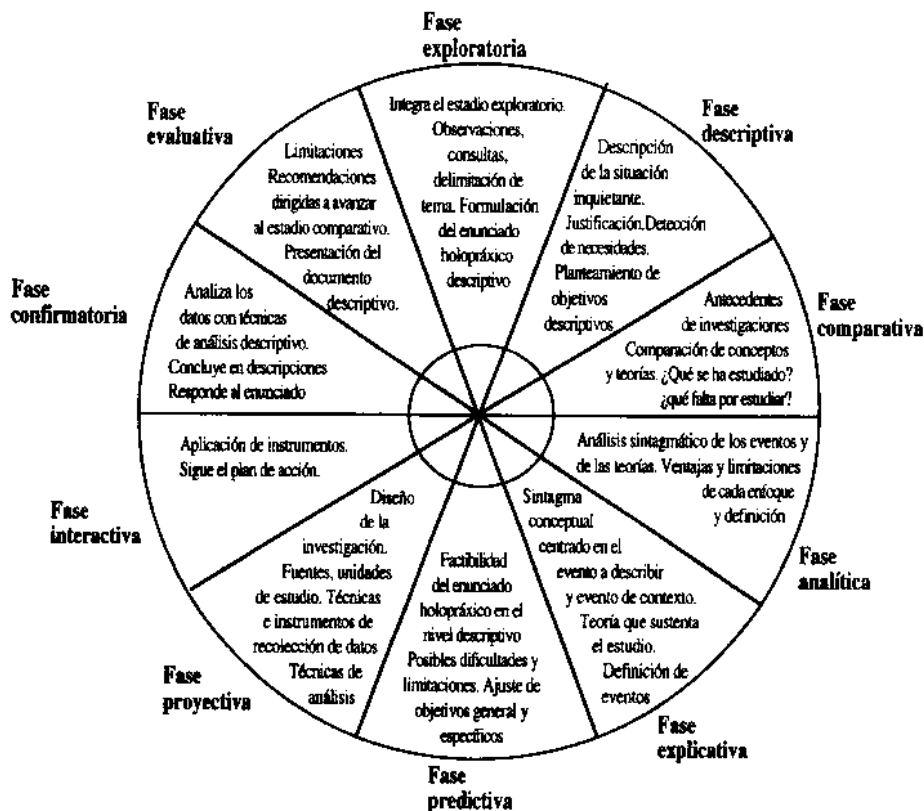 Fase
exploratoria
Integra el estadio exploratorio.
Observaciones,
consultas,
delimitación de
tema. Formulación
del enunciado
holopráxico
descriptivo
Fase
descriptiva
Descripción
de la situación
inquietante.
Justificación.Detección
de necesidades.
Planteamiento de
objetivos
descriptivos
Fase
comparativa
Antecedentes
de investigaciones
Comparación de conceptos
y teorías. ¿Qué se ha estudiado?
¿qué falta por estudiar?
Análisis sintagmático de los eventos y
de las teorías. Ventajas y limitaciones
de cada enfoque
y definición
Fase
analítica
Sintagma
conceptual
centrado en el
evento a describir
y evento de contexto.
Teoría que sustenta
el estudio.
Definición de
eventos
Fase
explicativa
Factibilidad
del enunciado
holopráxico en el
nivel descriptivo
Posibles dificultades y
limitaciones. Ajuste de
objetivos general y
específicos
Fase
predictiva
Diseño
de la
investigación.
Fuentes, unidades
de estudio. Técnicas
e instrumentos de
recolección de datos
Técnicas de
análisis
Fase
proyectiva
Aplicación de instrumentos.
Sigue el plan de acción.
Fase
interactiva
Fase
confirmatoria
Analiza los
datos con técnicas
de análisis descriptivo.
Concluye en descripciones
Responde al enunciado
Fase
evaluativa
Limitaciones
Recomendaciones
dirigidas a avanzar
al estadio comparativo.
Presentación del
documento
descriptivo.